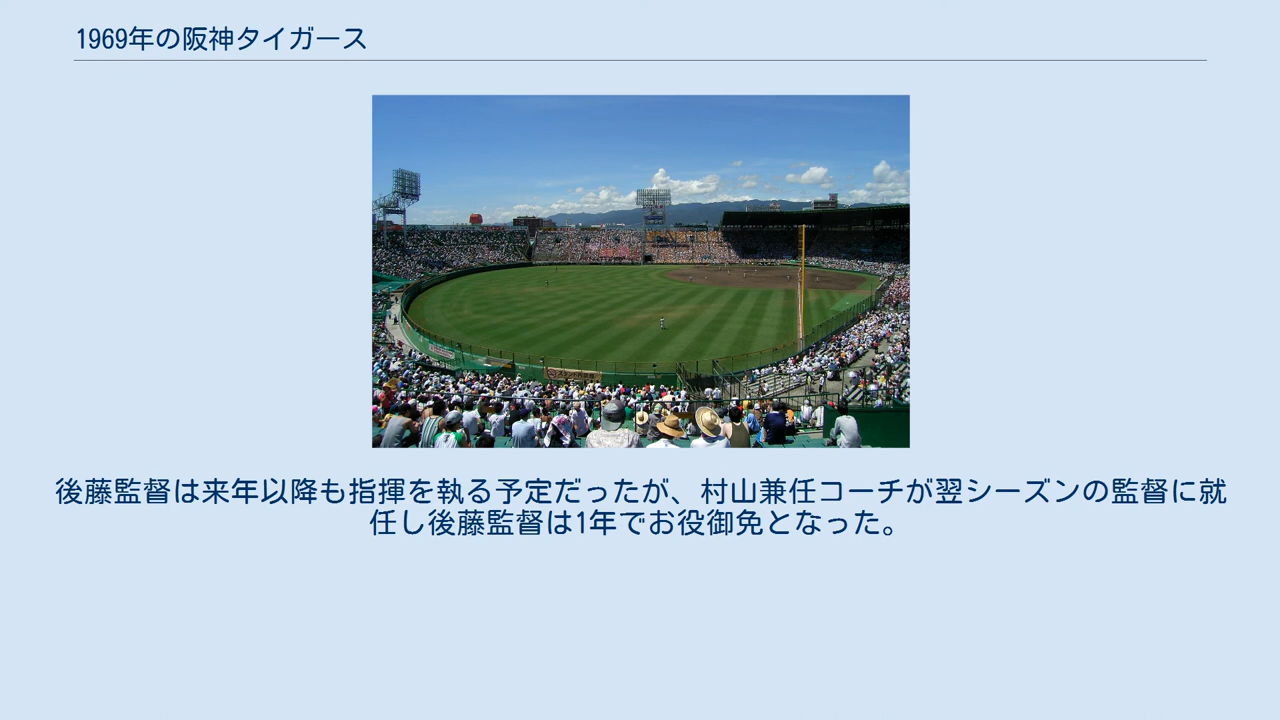 1969年の阪神タイガース
後藤監督は来年以降も指揮を執る予定だったが、村山兼任コーチが翌シーズンの監督に就
任し後藤監督は1年でお役御免となった。